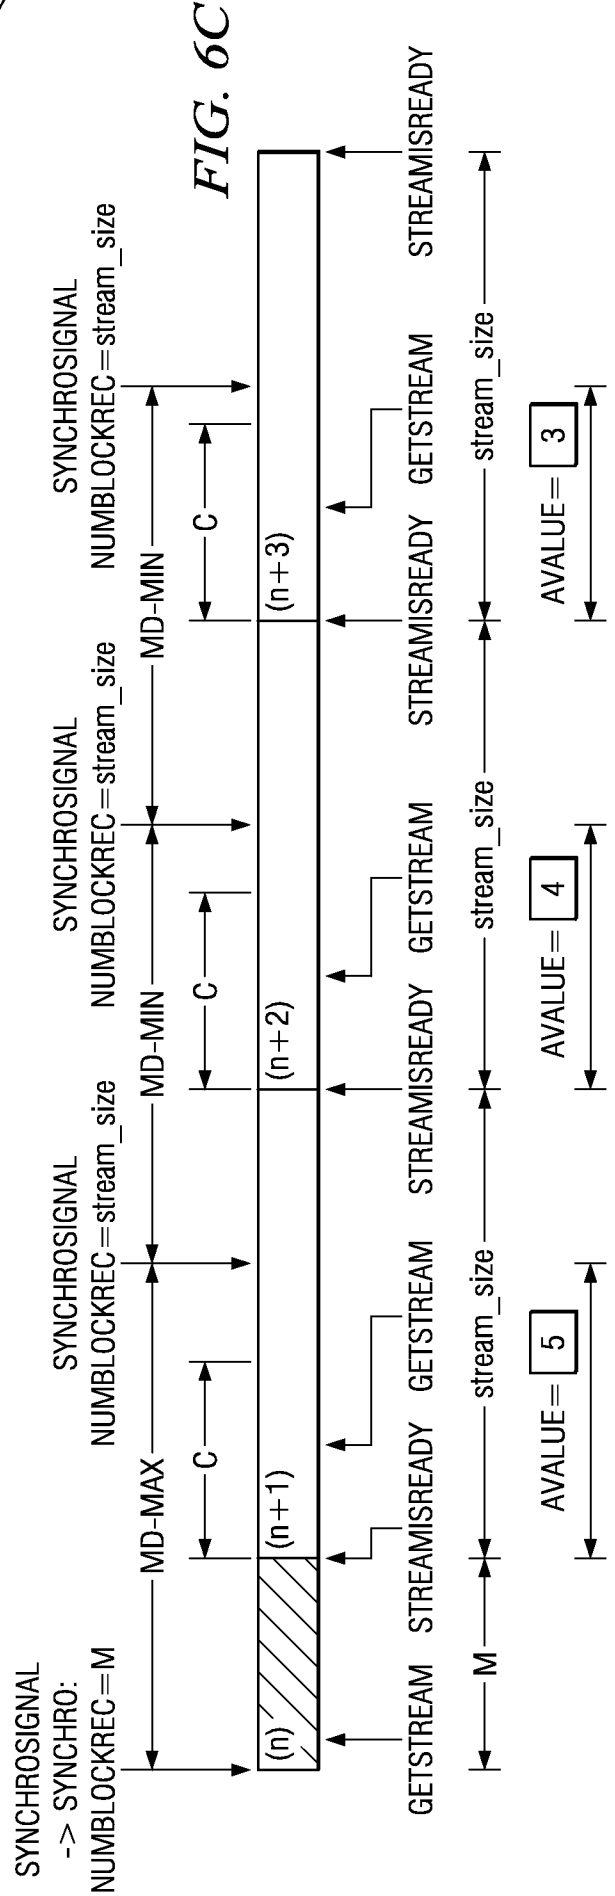 FIG. 6C
SYNCHROSIGNAL
-> SYNCHRO:
NUMBLOCKREC=M
SYNCHROSIGNAL
NUMBLOCKREC=stream_size
SYNCHROSIGNAL
NUMBLOCKREC=stream_size
SYNCHROSIGNAL
NUMBLOCKREC=stream_size
MD-MAX
MD-MIN
MD-MIN
C
C
C
(n)
(n+1)
(n+2)
(n+3)
GETSTREAM
STREAMISREADY
GETSTREAM
STREAMISREADY
GETSTREAM
STREAMISREADY
GETSTREAM
STREAMISREADY
M
stream_size
stream_size
stream_size
AVALUE= 5
AVALUE= 4
AVALUE= 3